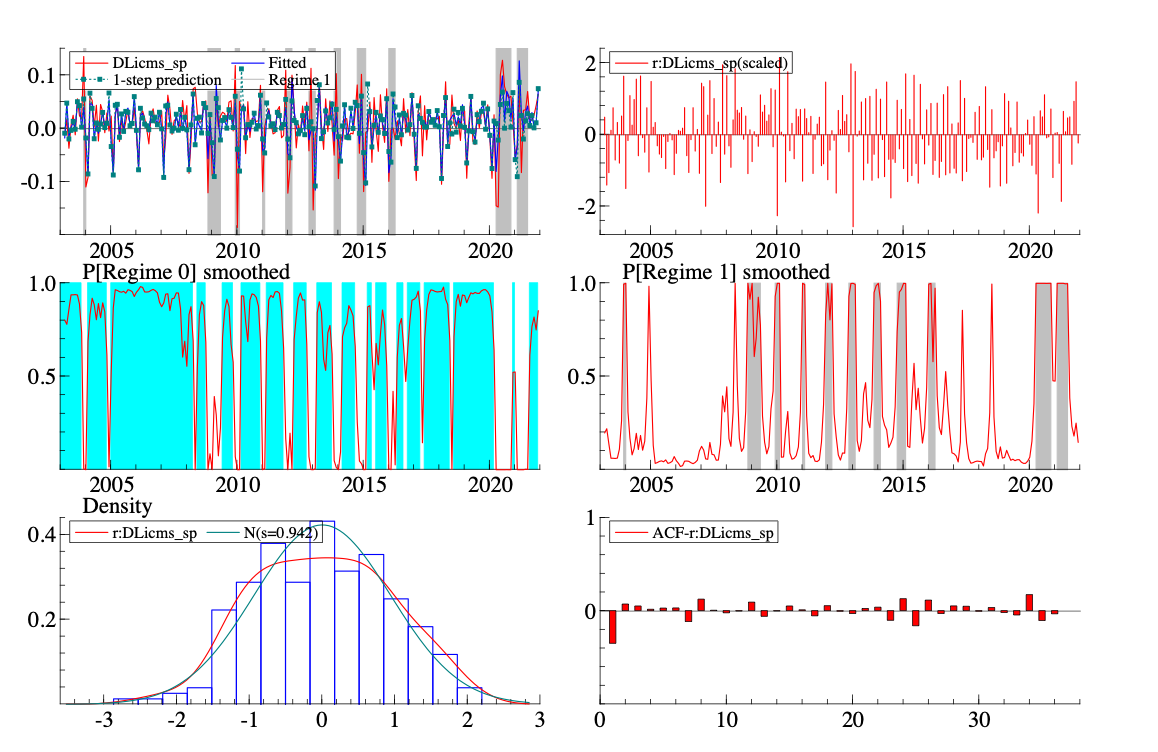 DLicms_sp Fitted
1-step prediction Regime 1
0.1
0.0
-0.1
2005 2010 2015 2020
r:DLicms_sp(scaled)
2
0
-2
2005 2010 2015 2020
P[Regime 0] smoothed
1.0
0.5
2005 2010 2015 2020
P[Regime 1] smoothed
1.0
0.5
2005 2010 2015 2020
Density
r:DLicms_sp N(s=0.942)
0.4
0.2
-3 -2 -1 0 1 2 3
ACF-r:DLicms_sp
1
0
0 10 20 30